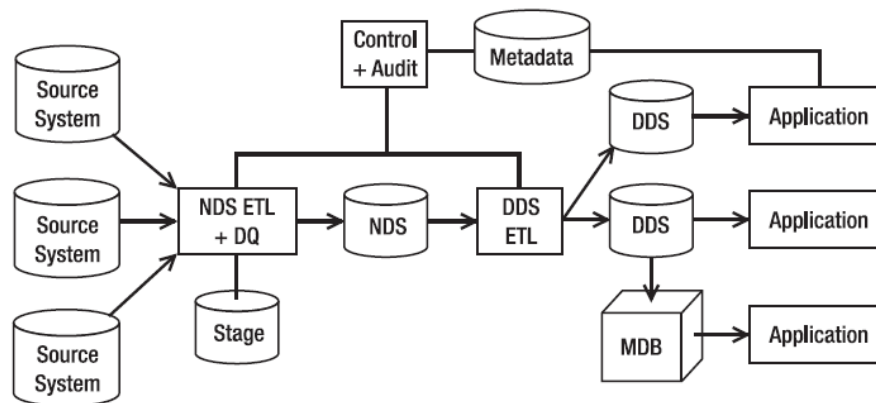 Control
+ Audit
Metadata
Source
System
DDS
Application
Source
System
NDS ETL
+ DQ
NDS
DDS
ETL
DDS
Application
Source
System
Stage
MDB
Application